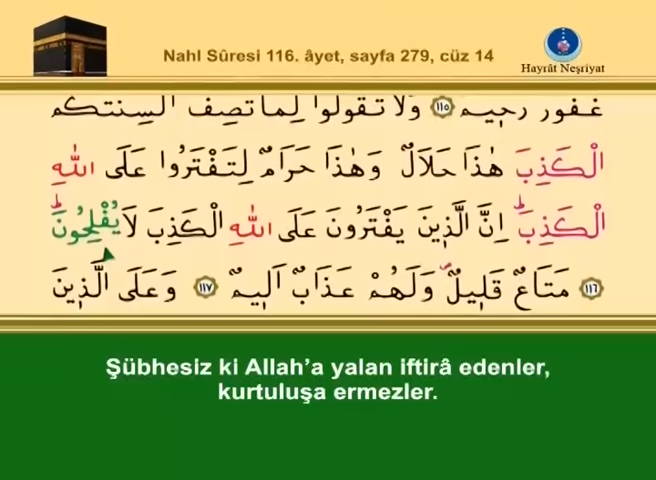 Nahl Sûresi 116. âyet, sayfa 279, cüz 14
Hayrât Neşriyat
غَفُورٌ رَحِيمٌ ﴿١١٥﴾ وَلَا تَقُولُوا لِمَا تَصِفُ اَلْسِنَتُكُمُ
الْكَذِبَ هٰذَا حَلَالٌ وَهٰذَا حَرَامٌ لِتَفْتَرُوا عَلَى اللّٰهِ
الْكَذِبَۜ اِنَّ الَّذٖينَ يَفْتَرُونَ عَلَى اللّٰهِ الْكَذِبَ لَا يُفْلِحُونَۜ
﴿١١٦﴾ مَتَاعٌ قَلٖيلٌۖ وَلَهُمْ عَذَابٌ اَلٖيمٌ ﴿١١٧﴾ وَعَلَى الَّذٖينَ
Şübhesiz ki Allah’a yalan iftirâ edenler,
kurtuluşa ermezler.